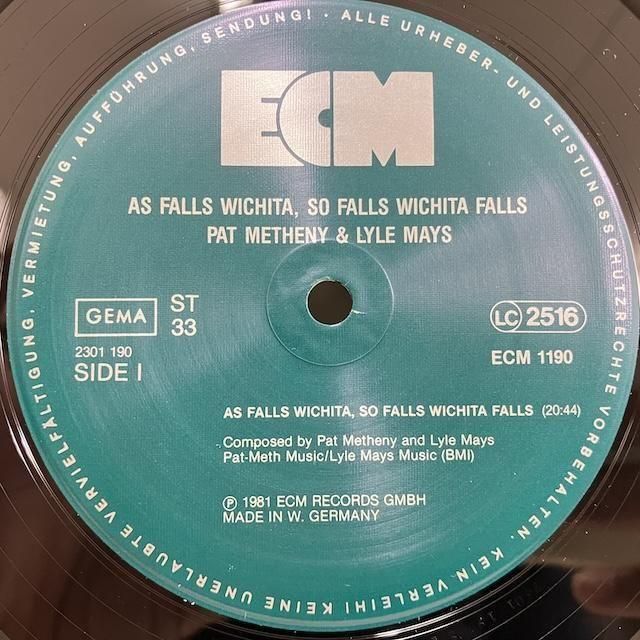 ALLE URHEBER- UND LEISTUNGSSCHUTZRECHTE VORBEHALTEN. KEIN VERLEIH! KEINE UNERLAUBTE VERVIELFÄLTIGUNG, VERMIETUNG, AUFFÜHRUNG, SENDUNG! ·
ECM
AS FALLS WICHITA, SO FALLS WICHITA FALLS
PAT METHENY & LYLE MAYS
GEMA
ST
33
LC 2516
2301 190
SIDE I
ECM 1190
AS FALLS WICHITA, SO FALLS WICHITA FALLS (20:44)
Composed by Pat Metheny and Lyle Mays
Pat-Meth Music/Lyle Mays Music (BMI)
Ⓟ 1981 ECM RECORDS GMBH
MADE IN W. GERMANY